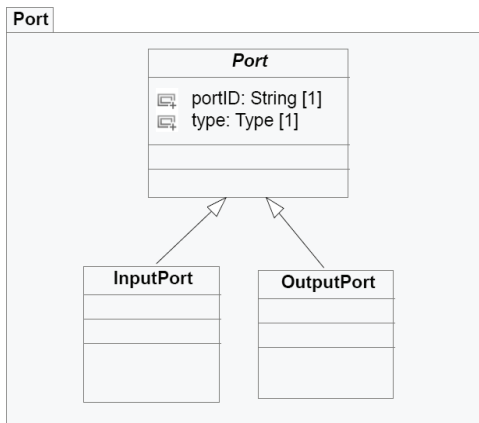 Port
Port
portID: String [1]
type: Type [1]
InputPort
OutputPort